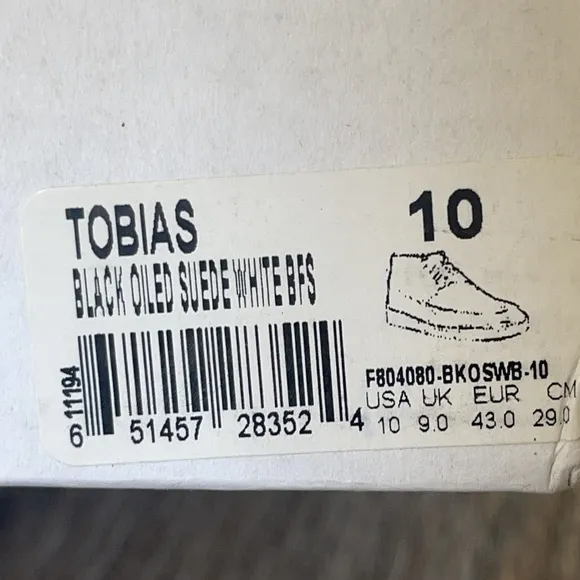 TOBIAS
10
BLACK OILED SUEDE WHITE BFS
11194
6 51457 28352 4
F804080-BKOSWB-10
USA UK EUR CM
10 9.0 43.0 29.0